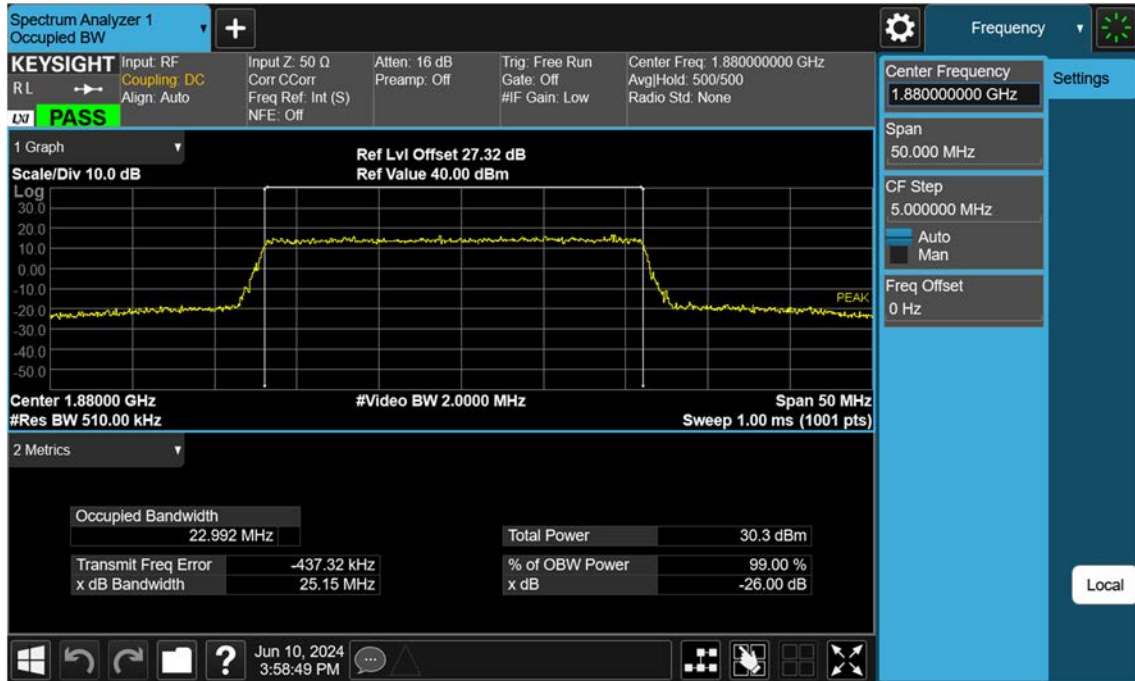 Spectrum Analyzer 1
Occupied BW
+
Frequency
KEYSIGHT
RL
LXI PASS
Input: RF
Coupling: DC
Align: Auto
Input Z: 50 Ω
Corr CCorr
Freq Ref: Int (S)
NFE: Off
Atten: 16 dB
Preamp: Off
Trig: Free Run
Gate: Off
#IF Gain: Low
Center Freq: 1.880000000 GHz
Avg|Hold: 500/500
Radio Std: None
Center Frequency
1.880000000 GHz
Settings
Span
50.000 MHz
CF Step
5.000000 MHz
Auto
Man
Freq Offset
0 Hz
Local
1 Graph
Scale/Div 10.0 dB
Ref Lvl Offset 27.32 dB
Ref Value 40.00 dBm
Log
30.0
20.0
10.0
0.00
-10.0
-20.0
-30.0
-40.0
-50.0
PEAK
Center 1.88000 GHz
#Video BW 2.0000 MHz
Span 50 MHz
#Res BW 510.00 kHz
Sweep 1.00 ms (1001 pts)
2 Metrics
Occupied Bandwidth
22.992 MHz
Total Power 30.3 dBm
Transmit Freq Error -437.32 kHz
% of OBW Power 99.00 %
x dB Bandwidth 25.15 MHz
x dB -26.00 dB
?
Jun 10, 2024
3:58:49 PM